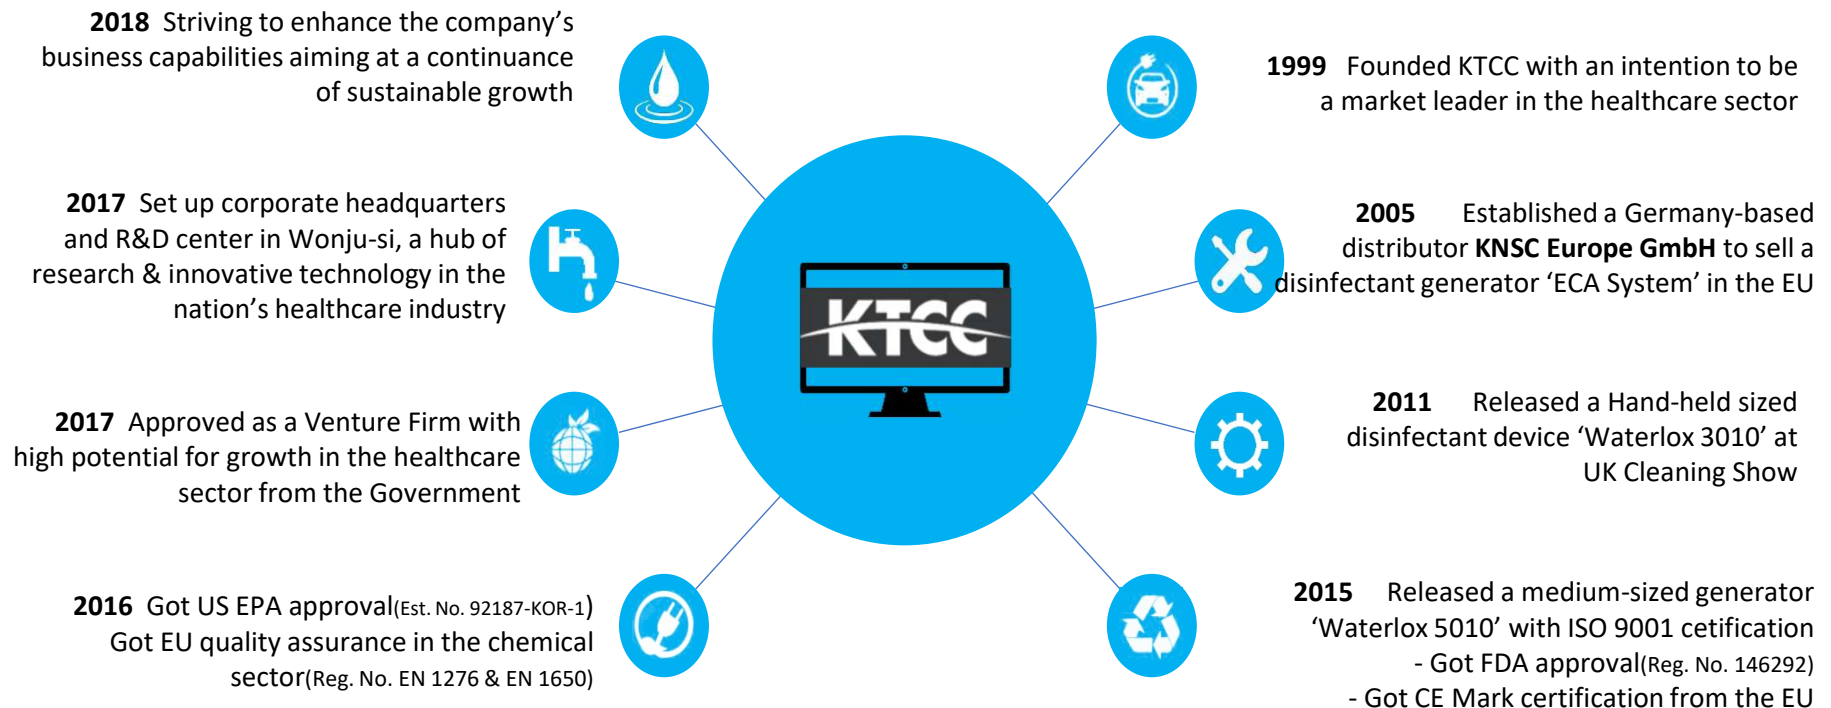 2018 Striving to enhance the company’s
business capabilities aiming at a continuance
of sustainable growth
2017 Set up corporate headquarters
and R&D center in Wonju-si, a hub of
research & innovative technology in the
nation’s healthcare industry
2017 Approved as a Venture Firm with
high potential for growth in the healthcare
sector from the Government
2016 Got US EPA approval(Est. No. 92187-KOR-1)
Got EU quality assurance in the chemical
sector(Reg. No. EN 1276 & EN 1650)
KTCC
1999 Founded KTCC with an intention to be
a market leader in the healthcare sector
2005 Established a Germany-based
distributor KNSC Europe GmbH to sell a
disinfectant generator ‘ECA System’ in the EU
2011 Released a Hand-held sized
disinfectant device ‘Waterlox 3010’ at
UK Cleaning Show
2015 Released a medium-sized generator
‘Waterlox 5010’ with ISO 9001 cetification
- Got FDA approval(Reg. No. 146292)
- Got CE Mark certification from the EU